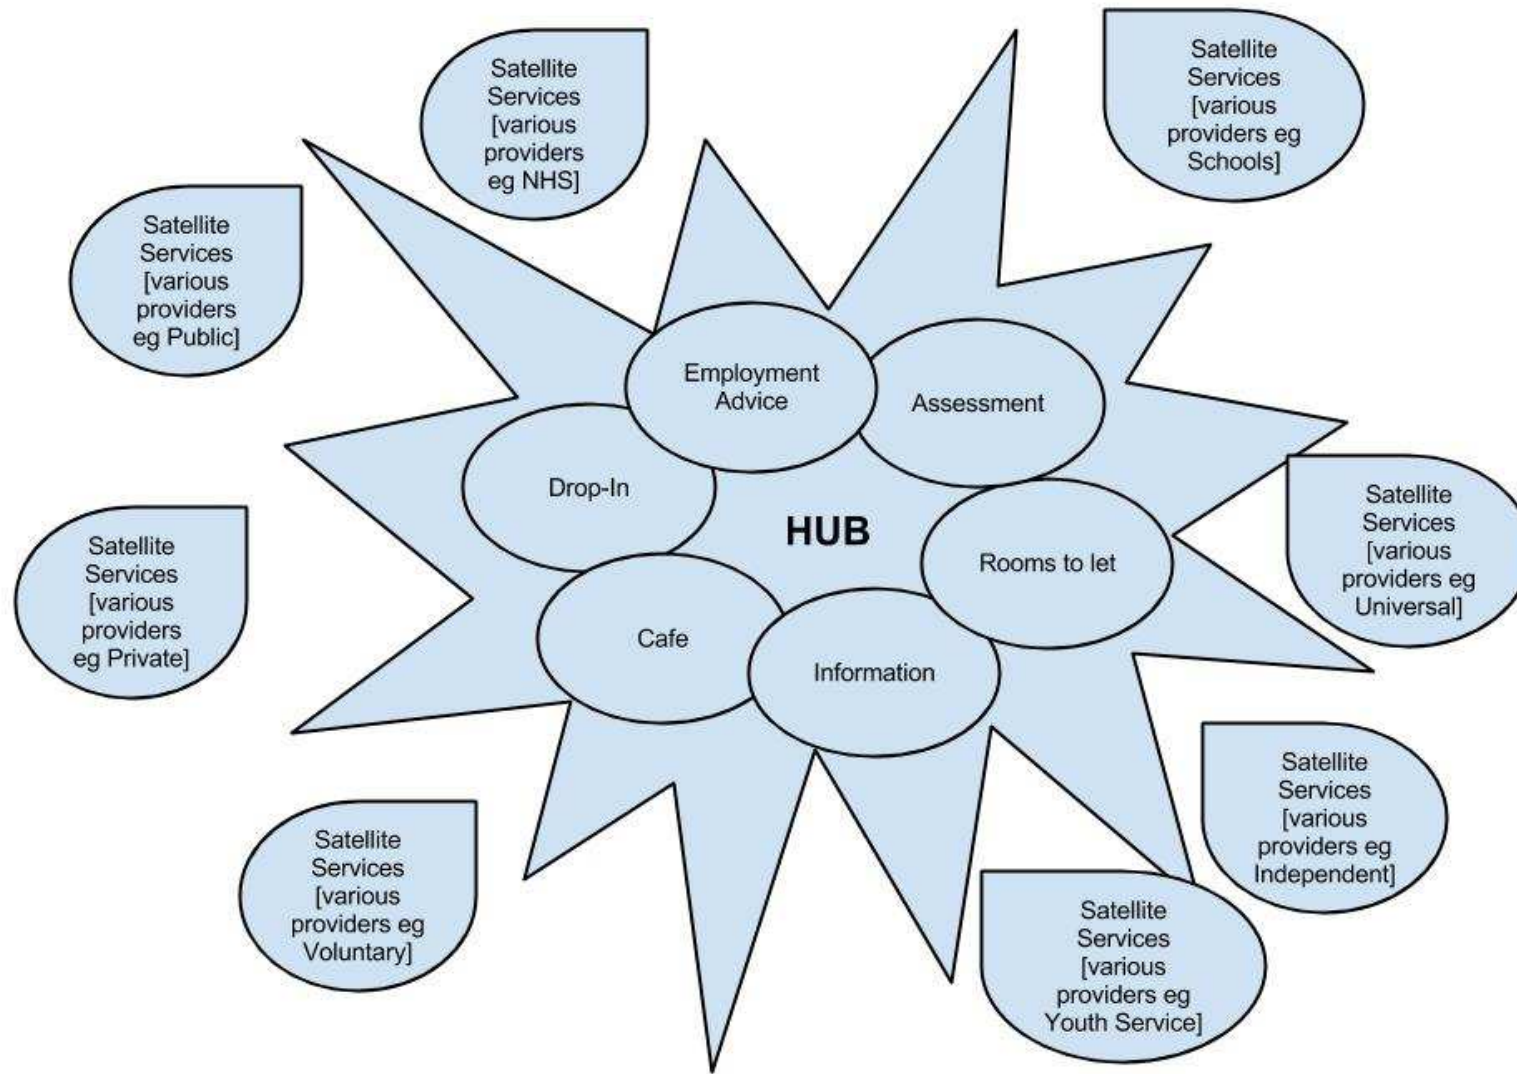 Satellite
Services
[various
providers
eg NHS]
Satellite
Services
[various
providers eg
Schools]
Satellite
Services
[various
providers
eg Public]
Employment
Advice
Assessment
Drop-In
HUB
Rooms to let
Satellite
Services
[various
providers eg
Universal]
Satellite
Services
[various
providers
eg Private]
Cafe
Information
Satellite
Services
[various
providers eg
Independent]
Satellite
Services
[various
providers eg
Voluntary]
Satellite
Services
[various
providers eg
Youth Service]